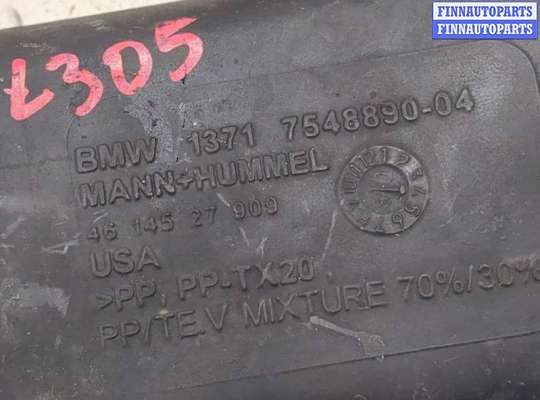 FINNAUTOPARTS
FINNAUTOPARTS
L305
BMW 1371 7548890-04
MANN+HUMMEL
46 145 27 909
USA
>PP, PP-TX20
PP/TE.V MIXTURE 70%/30%